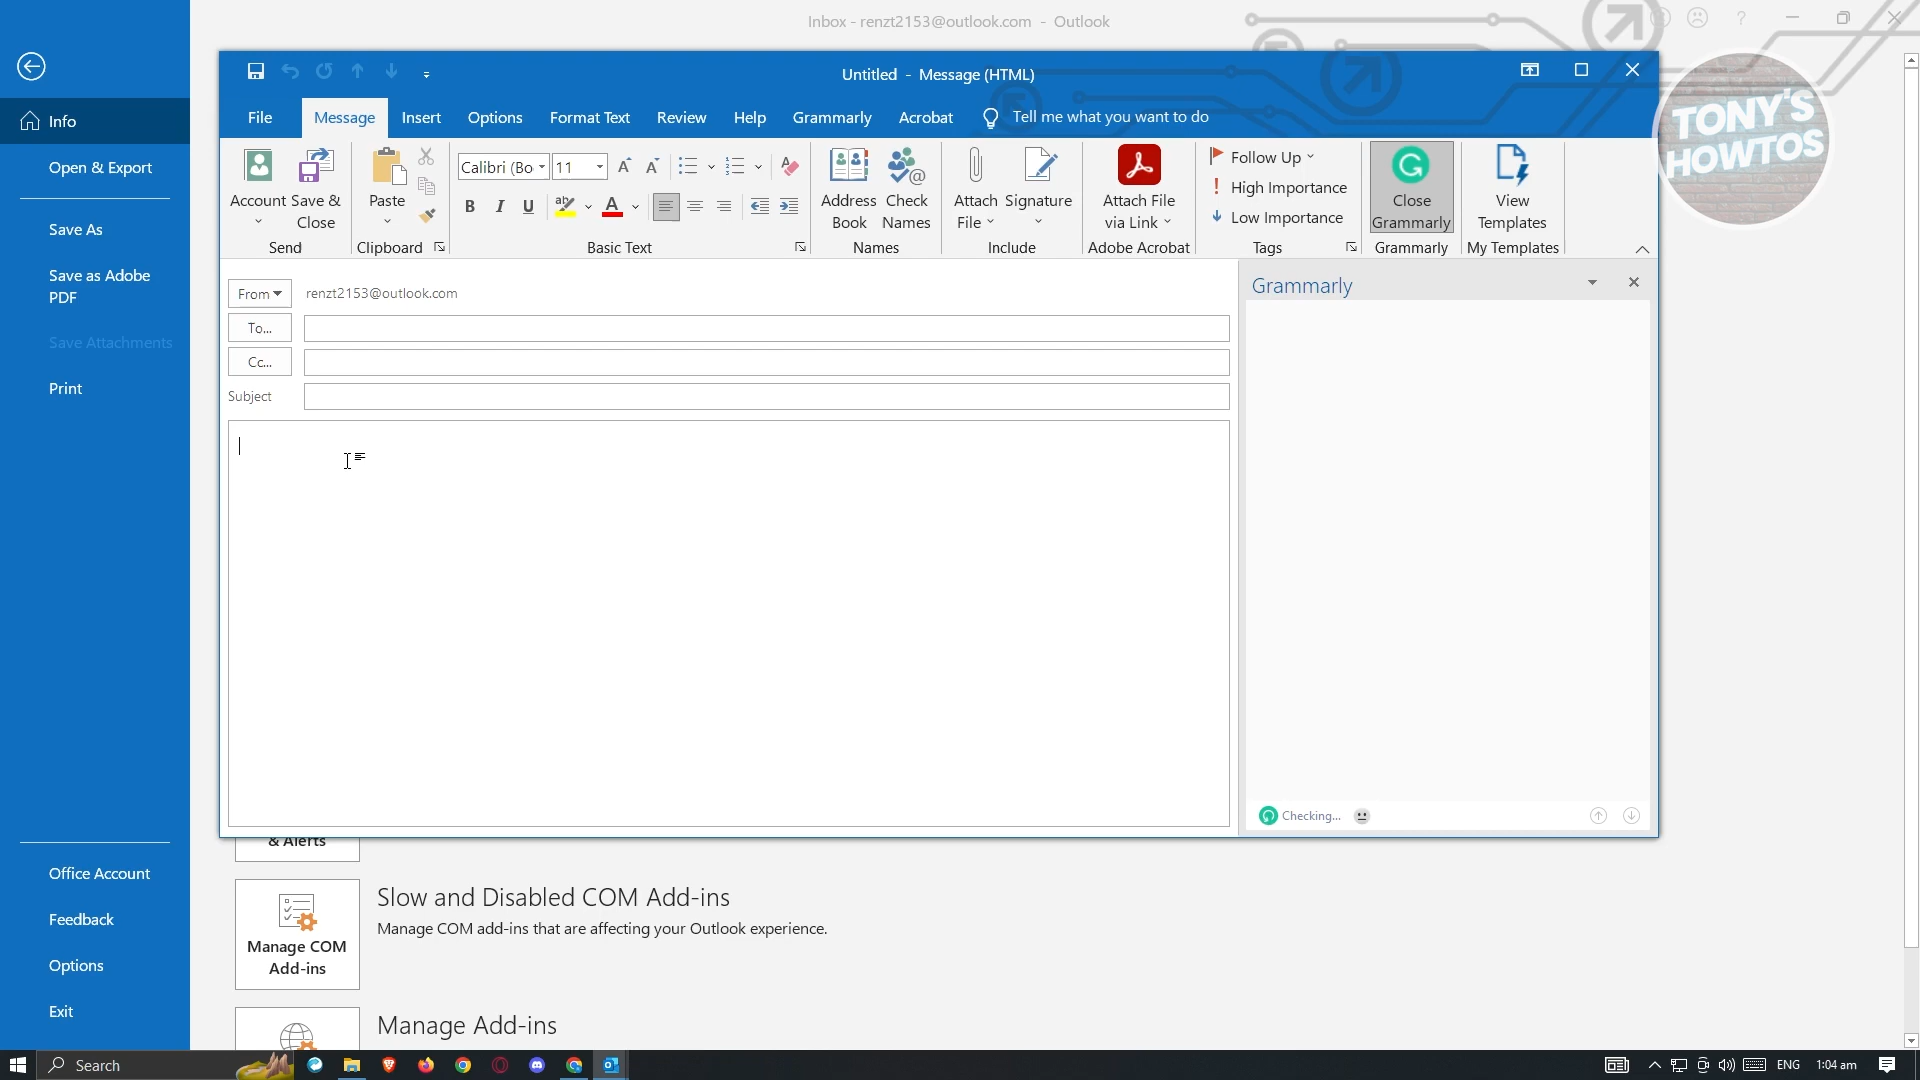 Inbox - renzt2153@outlook.com - Outlook
?
Untitled - Message (HTML)
TONY'S
HOWTOS
Info
Open & Export
Save As
Save as Adobe
PDF
Save Attachments
Print
Office Account
Feedback
Options
Exit
File Message Insert Options Format Text Review Help Grammarly Acrobat Tell me what you want to do
Account
Save &
Close
Send
Paste
Clipboard
Calibri (Bo 11 A A
B I U ab A
Basic Text
Address
Book
Check
Names
Names
Attach
File
Signature
Include
Attach File
via Link
Adobe Acrobat
Follow Up
High Importance
Low Importance
Tags
Close
Grammarly
Grammarly
View
Templates
My Templates
From renzt2153@outlook.com
To...
Cc...
Subject
Grammarly
Checking...
& Alerts
Manage COM
Add-ins
Slow and Disabled COM Add-ins
Manage COM add-ins that are affecting your Outlook experience.
Manage Add-ins
Search
ENG 1:04 am